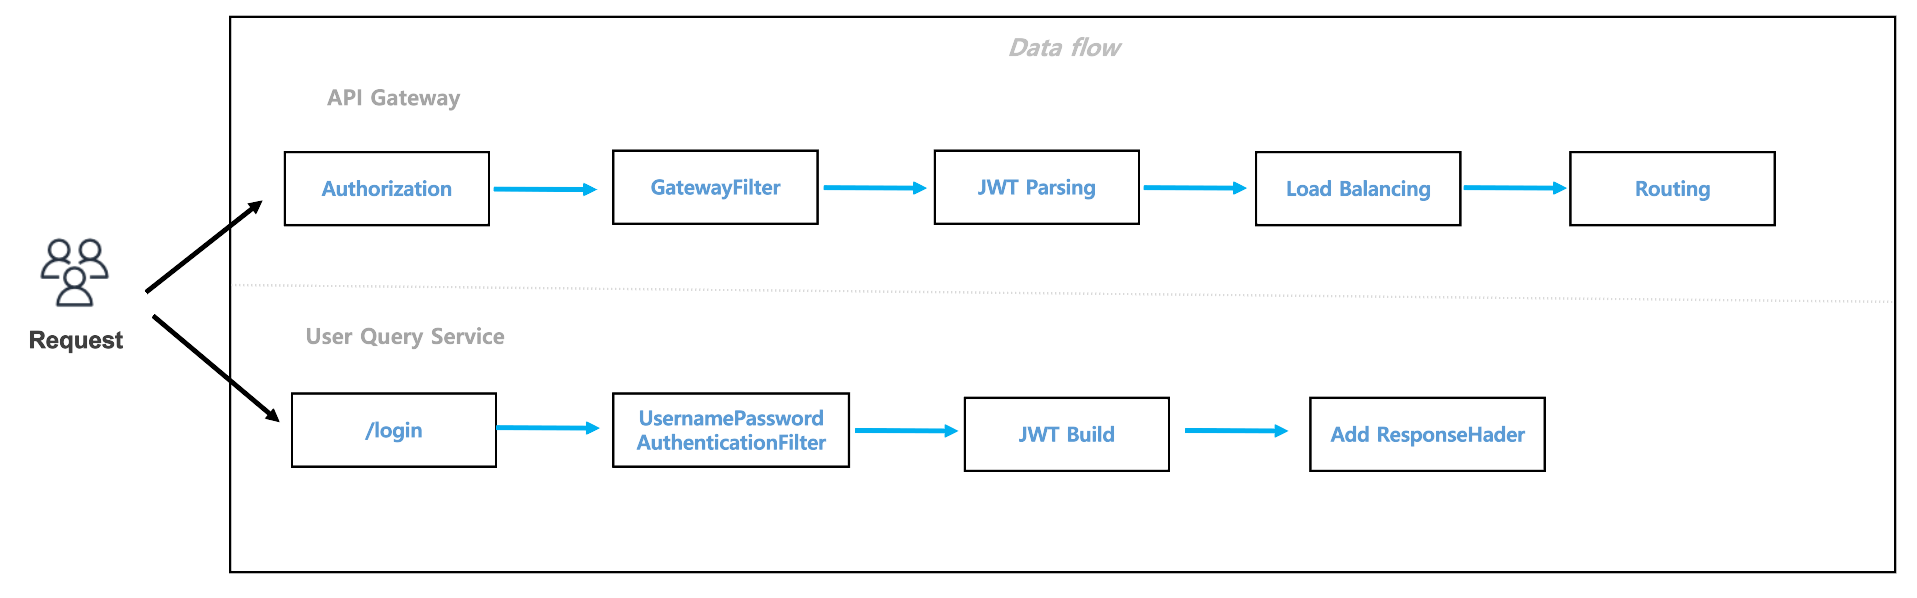 Data flow
API Gateway
Authorization
GatewayFilter
JWT Parsing
Load Balancing
Routing
Request
User Query Service
/login
UsernamePassword
AuthenticationFilter
JWT Build
Add ResponseHader